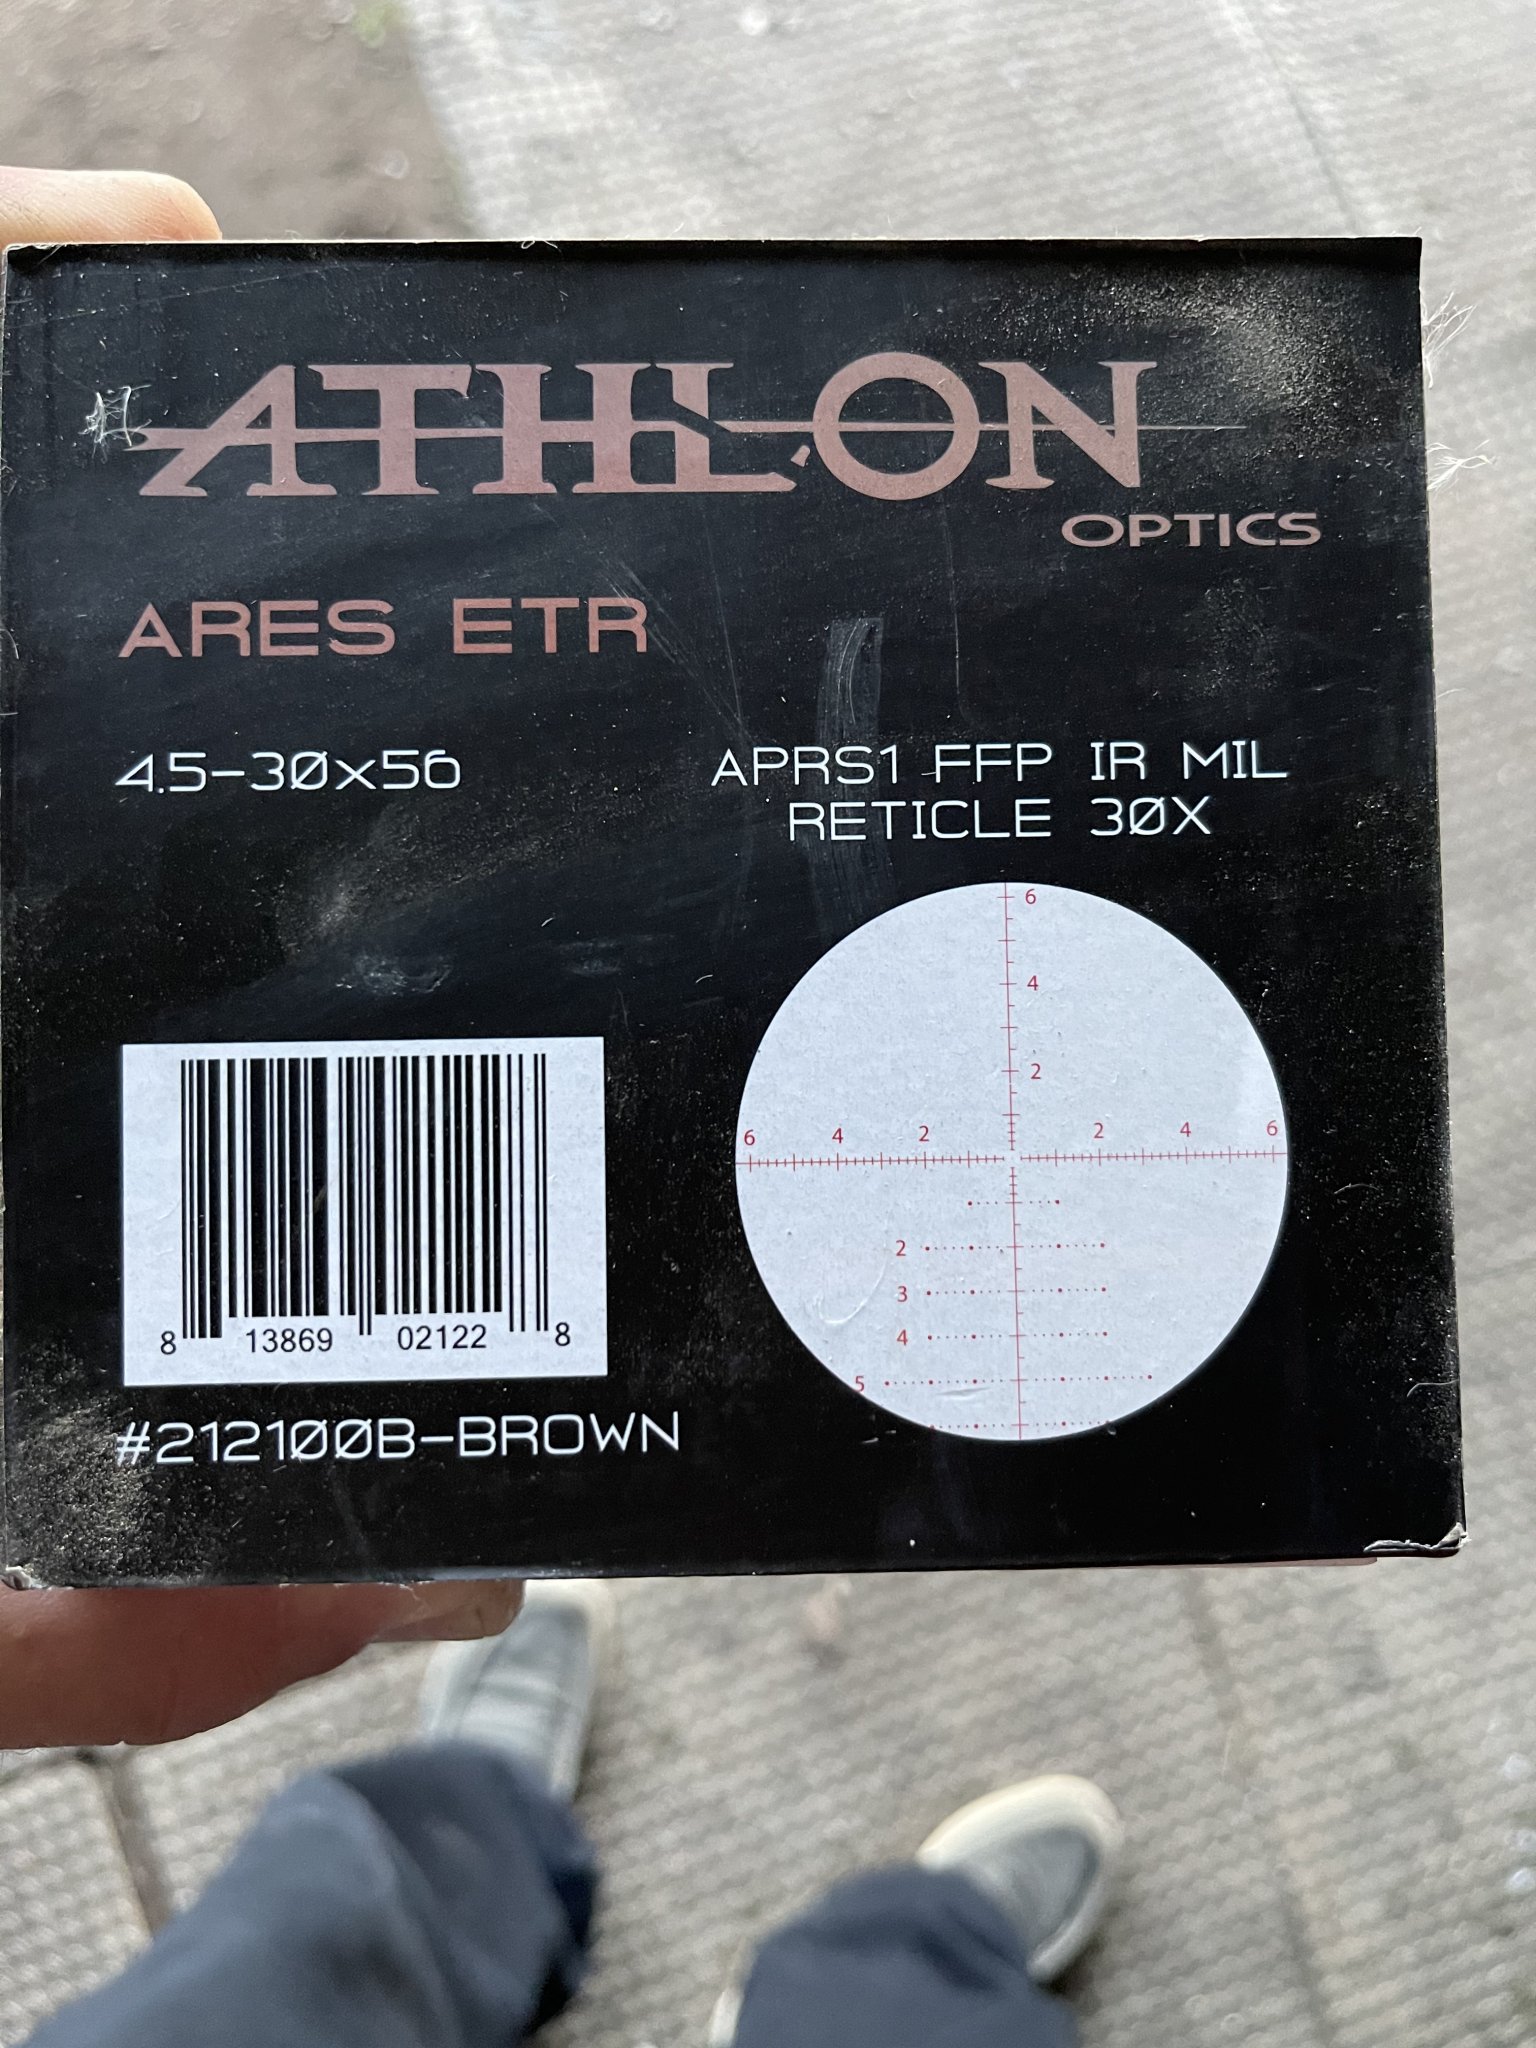 ATHLON
OPTICS
ARES ETR
4.5-30x56
APRS1 FFP IR MIL
RETICLE 30X
6
4
2
6 4 2 2 4 6
2
3
4
5
8 13869 02122 8
#212100B-BROWN